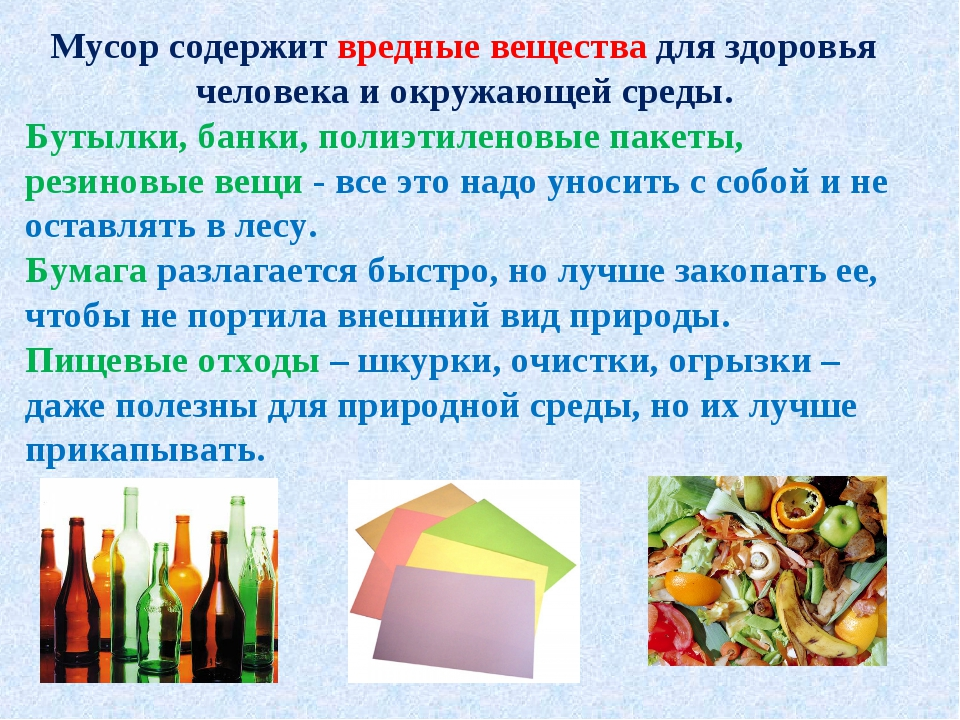 Мусор содержит вредные вещества для здоровья
человека и окружающей среды.
Бутылки, банки, полиэтиленовые пакеты,
резиновые вещи - все это надо уносить с собой и не
оставлять в лесу.
Бумага разлагается быстро, но лучше закопать ее,
чтобы не портила внешний вид природы.
Пищевые отходы – шкурки, очистки, огрызки –
даже полезны для природной среды, но их лучше
прикапывать.